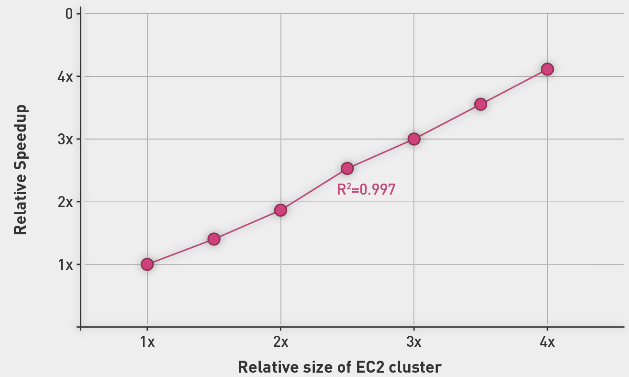 0
4x
3x
2x
1x
Relative Speedup
R²=0.997
1x 2x 3x 4x
Relative size of EC2 cluster